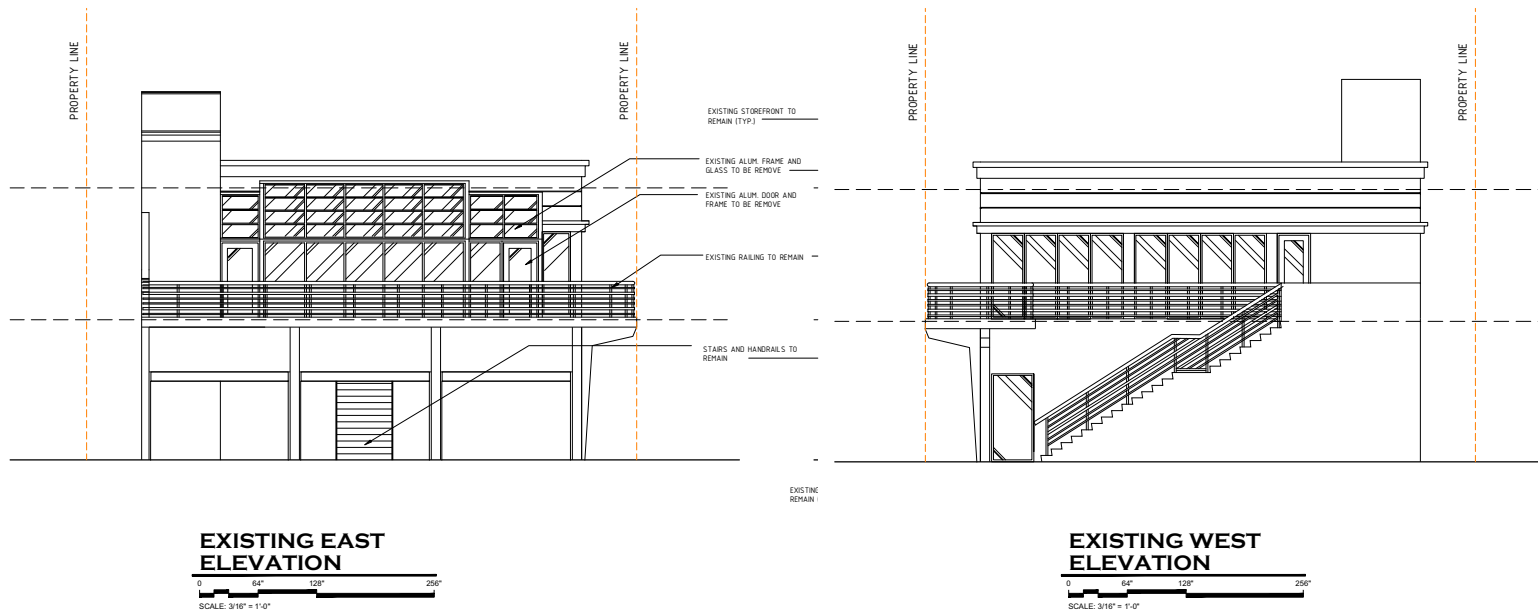 PROPERTY LINE
PROPERTY LINE
EXISTING STOREFRONT TO
REMAIN (TYP.)
EXISTING ALUM. FRAME AND
GLASS TO BE REMOVE
EXISTING ALUM. DOOR AND
FRAME TO BE REMOVE
EXISTING RAILING TO REMAIN
STAIRS AND HANDRAILS TO
REMAIN
EXISTING EAST
ELEVATION
0 64" 128" 256"
SCALE: 3/16" = 1'-0"
PROPERTY LINE
PROPERTY LINE
EXISTING
REMAIN
EXISTING WEST
ELEVATION
0 64" 128" 256"
SCALE: 3/16" = 1'-0"